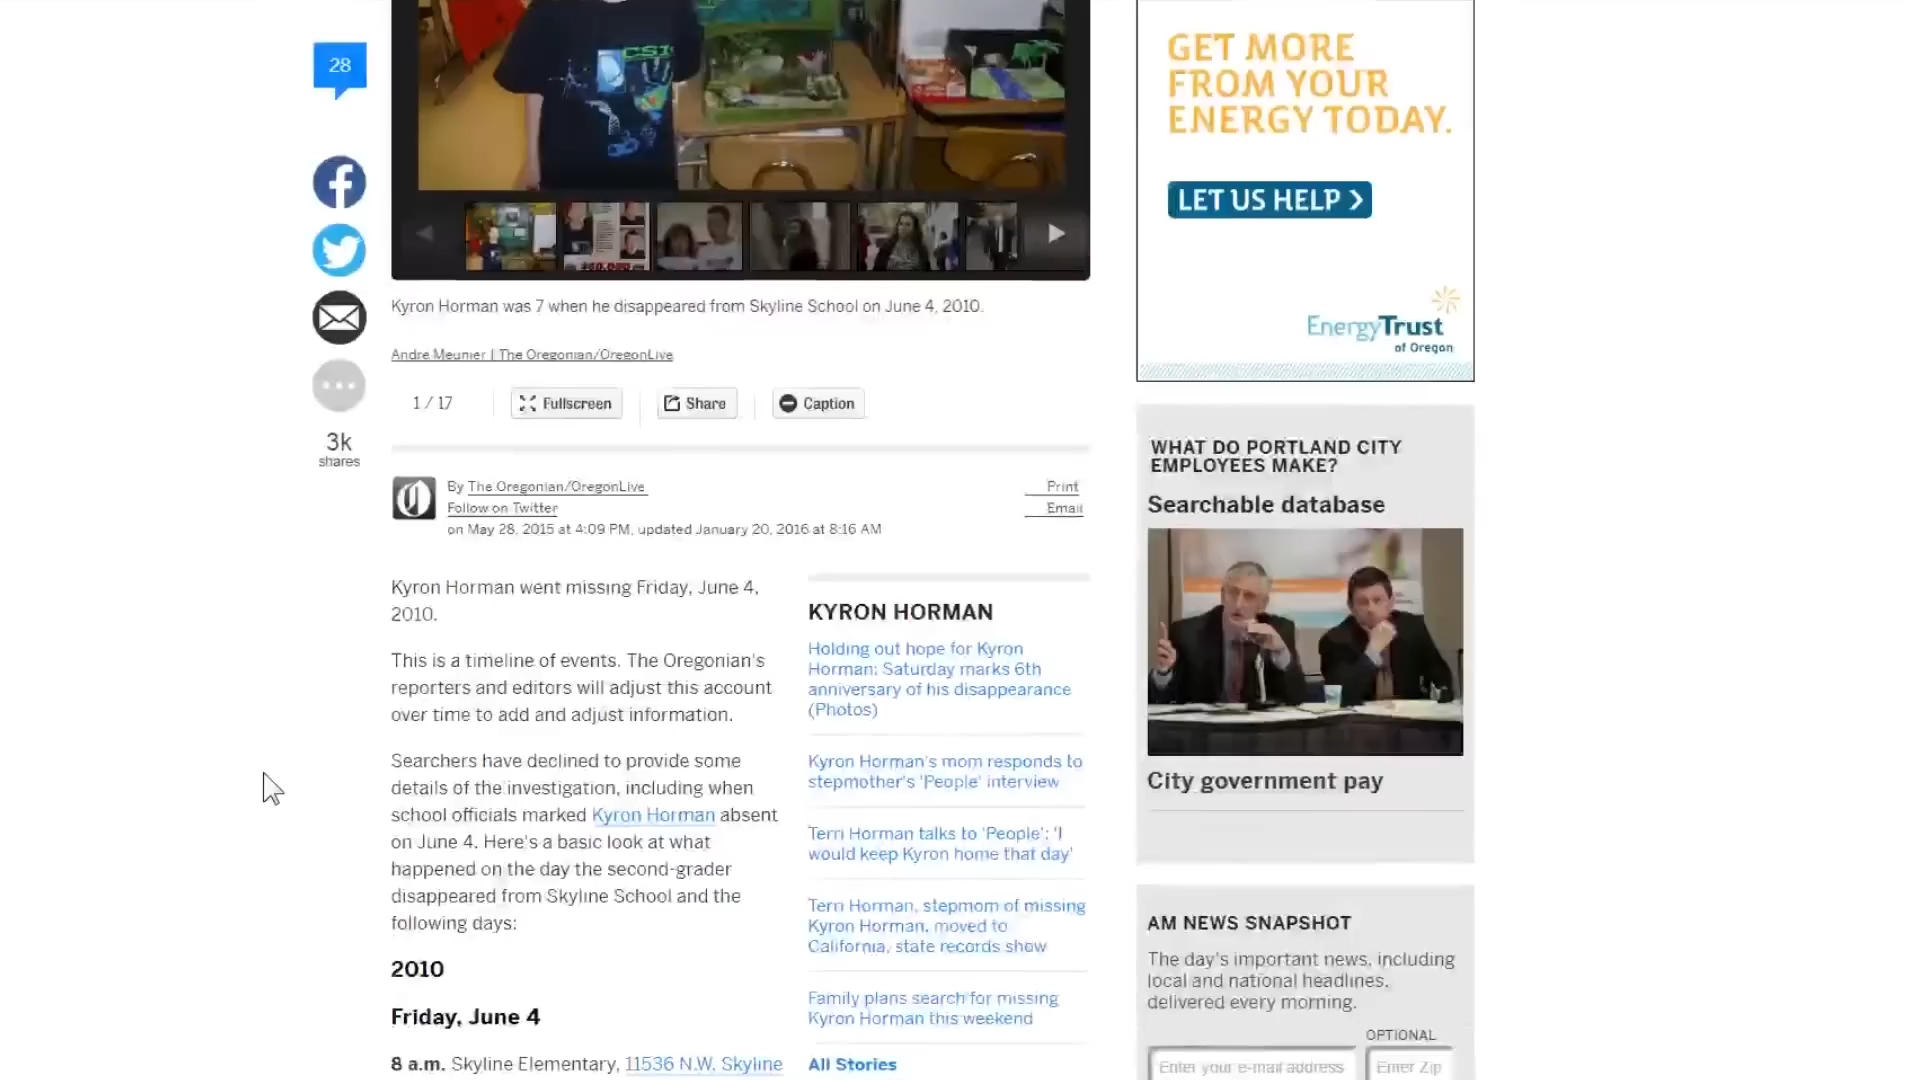 CSI
28
3k
shares
Kyron Horman was 7 when he disappeared from Skyline School on June 4, 2010.
Andre Meunier | The Oregonian/OregonLive
1 / 17
Fullscreen
Share
Caption
By The Oregonian/OregonLive
Follow on Twitter
on May 28, 2015 at 4:09 PM, updated January 20, 2016 at 8:16 AM
Print
Email
Kyron Horman went missing Friday, June 4,
2010.
This is a timeline of events. The Oregonian's
reporters and editors will adjust this account
over time to add and adjust information.
Searchers have declined to provide some
details of the investigation, including when
school officials marked Kyron Horman absent
on June 4. Here's a basic look at what
happened on the day the second-grader
disappeared from Skyline School and the
following days:
2010
Friday, June 4
8 a.m. Skyline Elementary, 11536 N.W. Skyline
KYRON HORMAN
Holding out hope for Kyron
Horman: Saturday marks 6th
anniversary of his disappearance
(Photos)
Kyron Horman's mom responds to
stepmother's 'People' interview
Terri Horman talks to 'People': 'I
would keep Kyron home that day'
Terri Horman, stepmom of missing
Kyron Horman, moved to
California, state records show
Family plans search for missing
Kyron Horman this weekend
All Stories
GET MORE
FROM YOUR
ENERGY TODAY.
LET US HELP >
EnergyTrust
of Oregon
WHAT DO PORTLAND CITY
EMPLOYEES MAKE?
Searchable database
City government pay
AM NEWS SNAPSHOT
The day's important news, including
local and national headlines,
delivered every morning.
OPTIONAL
Enter your e-mail address
Enter Zip